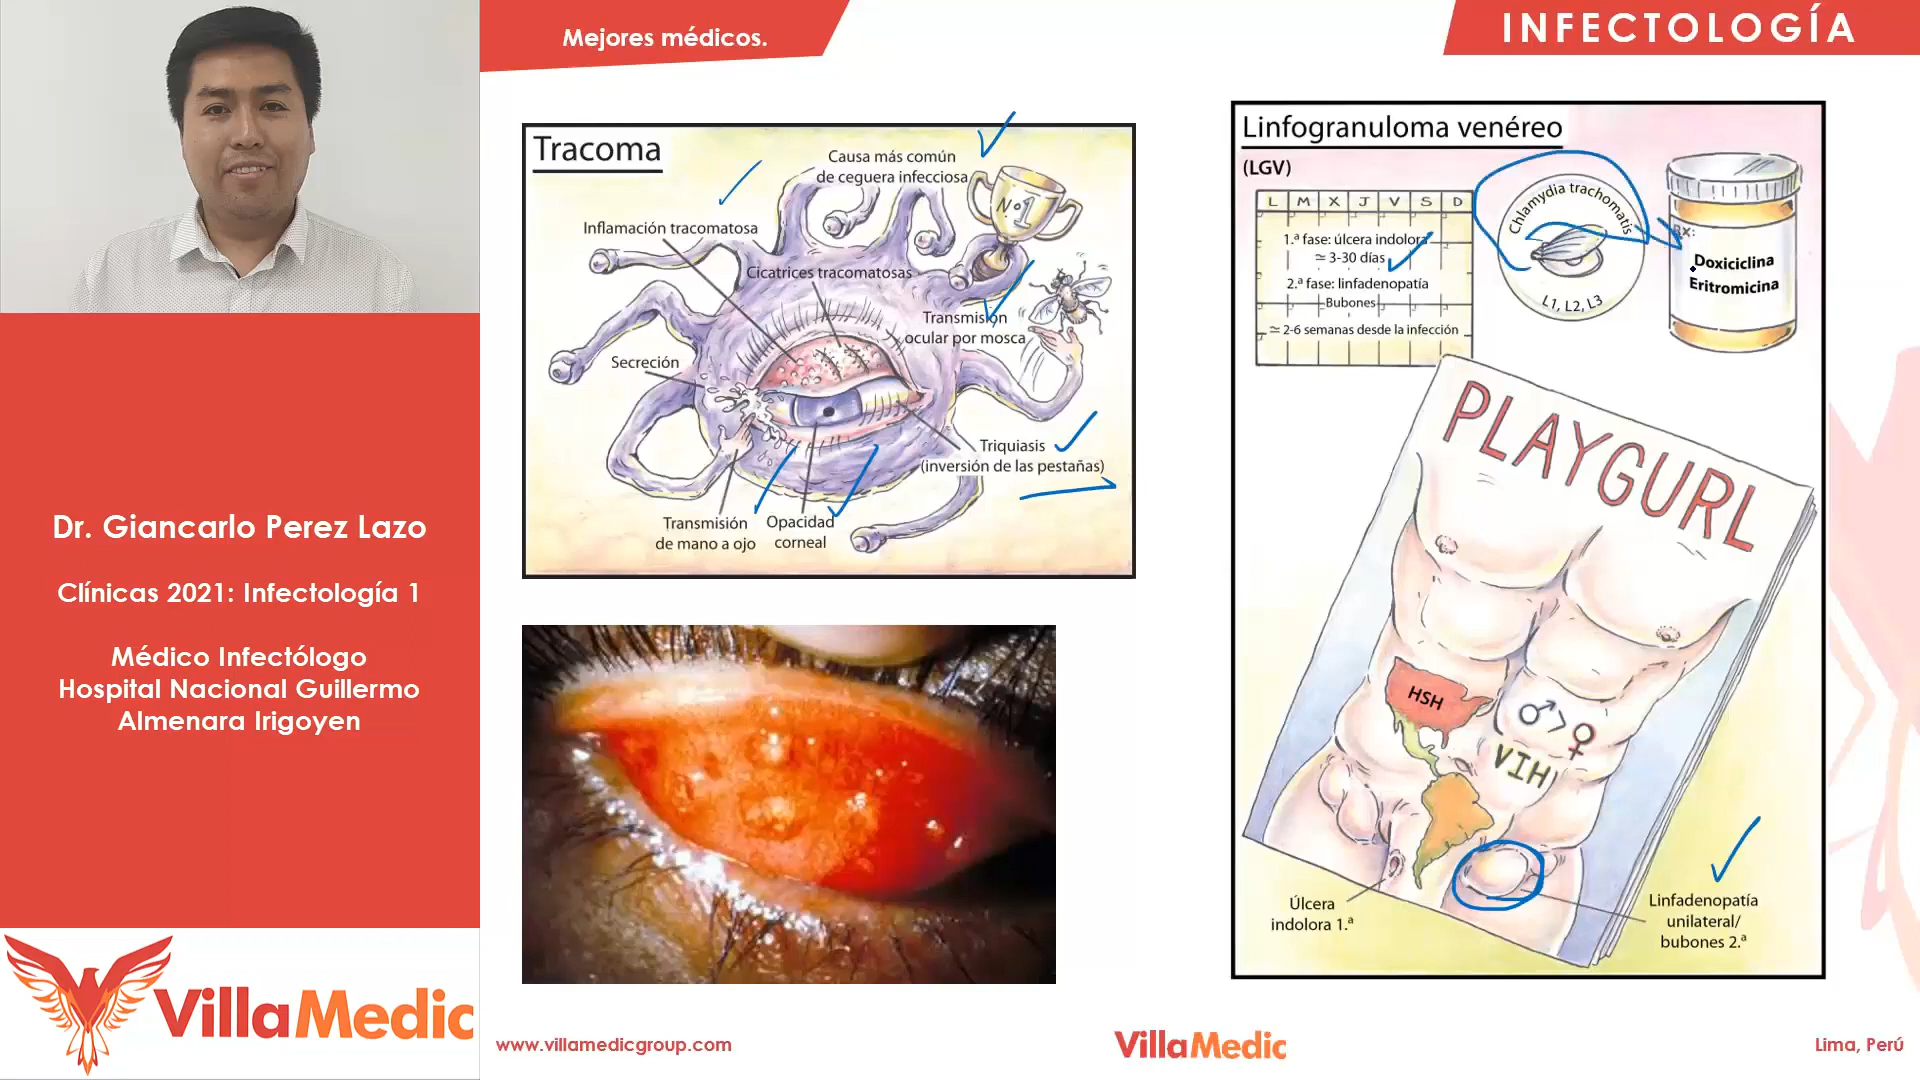 Mejores médicos.
INFECTOLOGÍA
Dr. Giancarlo Perez Lazo
Clínicas 2021: Infectología 1
Médico Infectólogo
Hospital Nacional Guillermo
Almenara Irigoyen
VillaMedic
Tracoma
Causa más común
de ceguera infecciosa
Nº1
Inflamación tracomatosa
Cicatrices tracomatosas
Transmisión
ocular por mosca
Secreción
Triquiasis
(inversión de las pestañas)
Transmisión
de mano a ojo
Opacidad
corneal
Linfogranuloma venéreo
(LGV)
L M X J V S D
1.ª fase: úlcera indolora
≃ 3-30 días
2.ª fase: linfadenopatía
Bubones
≃ 2-6 semanas desde la infección
Chlamydia trachomatis
L1, L2, L3
Rx:
Doxiciclina
Eritromicina
PLAYGURL
HSH
♂>♀
VIH
Úlcera
indolora 1.ª
Linfadenopatía
unilateral/
bubones 2.ª
www.villamedicgroup.com
VillaMedic
Lima, Perú